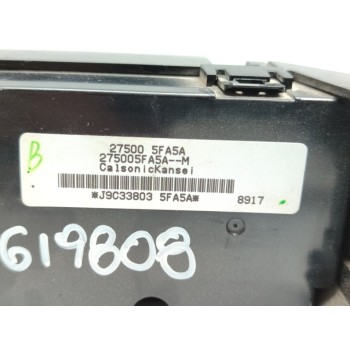 B
27500 5FA5A
275005FA5A--M
CalsonicKansei
*J9C33803 5FA5A* 8917
619808